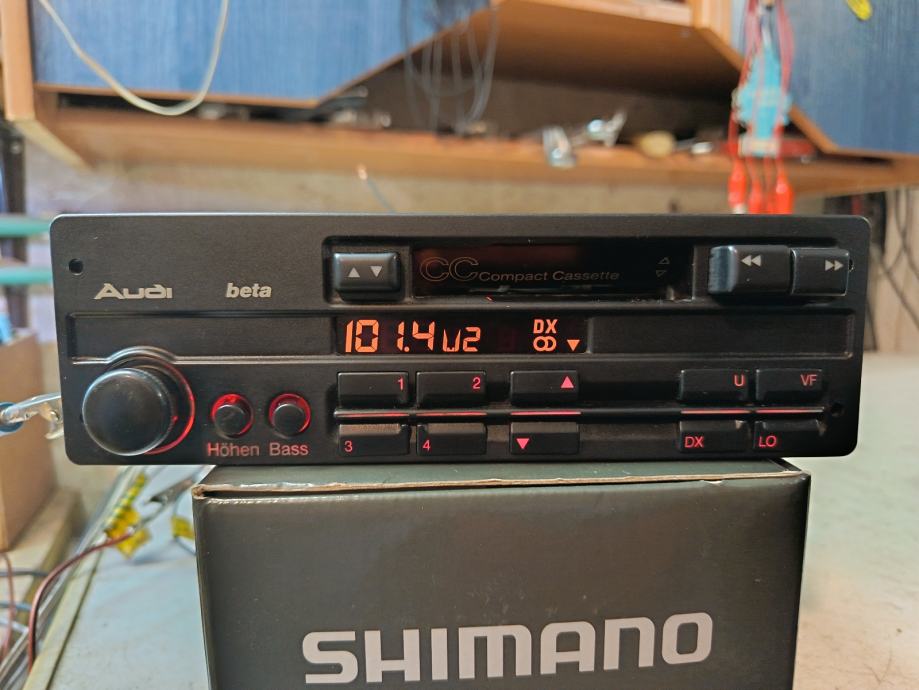 CC Compact Cassette
Audi beta
101.4 U2 DX
1 2 U VF
Höhen Bass
3 4 DX LO
SHIMANO